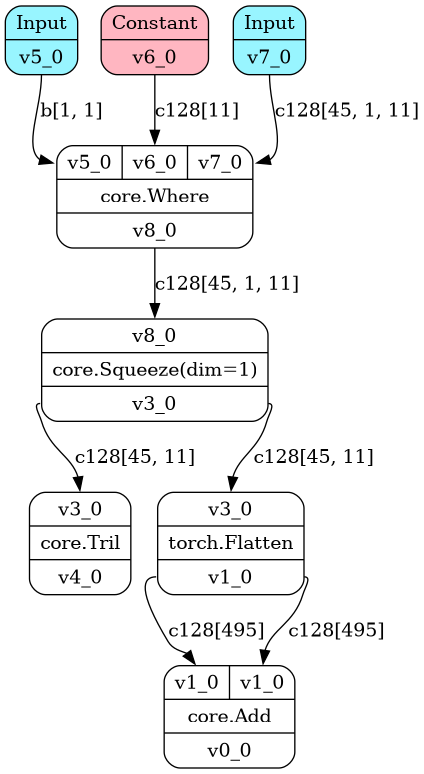 Input
v5_0
Constant
v6_0
Input
v7_0
b[1, 1]
c128[11]
c128[45, 1, 11]
v5_0 v6_0 v7_0
core.Where
v8_0
c128[45, 1, 11]
v8_0
core.Squeeze(dim=1)
v3_0
c128[45, 11]
c128[45, 11]
v3_0
core.Tril
v4_0
v3_0
torch.Flatten
v1_0
c128[495]
c128[495]
v1_0 v1_0
core.Add
v0_0